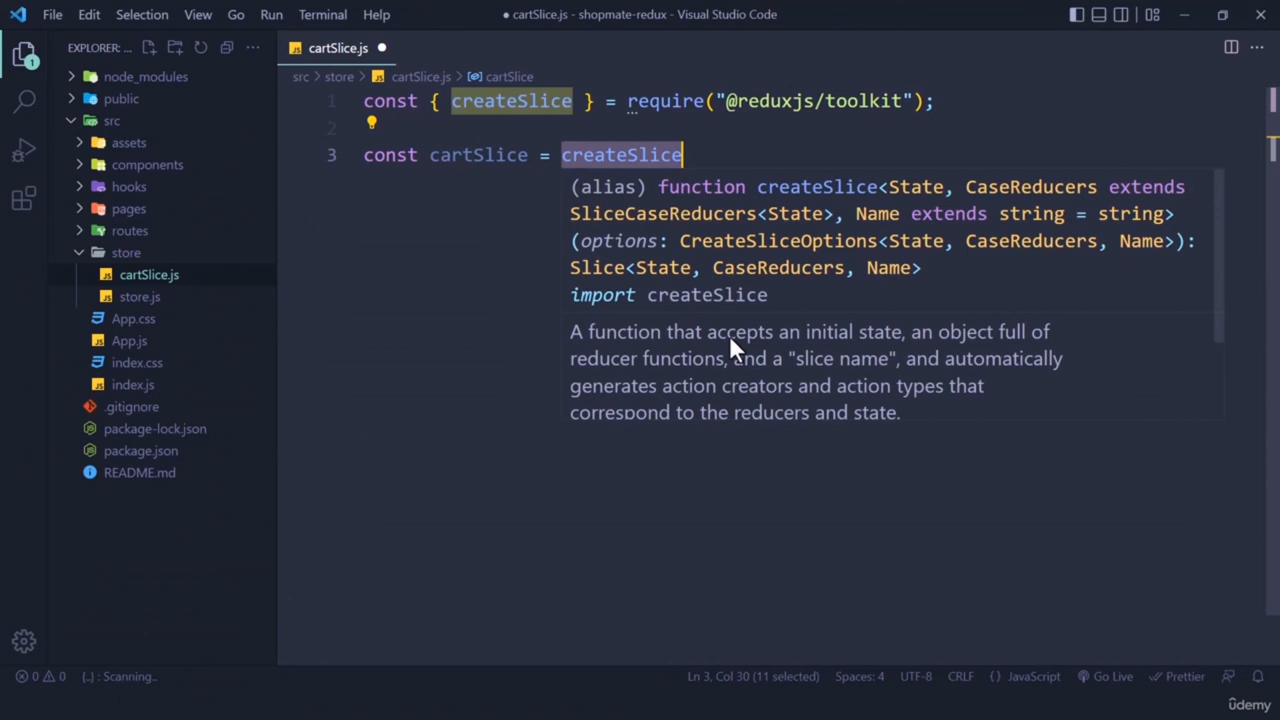 File Edit Selection View Go Run Terminal Help
● cartSlice.js - shopmate-redux - Visual Studio Code
EXPLORER: ...
cartSlice.js
node_modules
public
src
assets
components
hooks
pages
routes
store
cartSlice.js
store.js
App.css
App.js
index.css
index.js
.gitignore
package-lock.json
package.json
README.md
1
src > store > cartSlice.js > cartSlice
1 const { createSlice } = require("@reduxjs/toolkit");
2
3 const cartSlice = createSlice
(alias) function createSlice<State, CaseReducers extends
SliceCaseReducers<State>, Name extends string = string>
(options: CreateSliceOptions<State, CaseReducers, Name>):
Slice<State, CaseReducers, Name>
import createSlice
A function that accepts an initial state, an object full of
reducer functions, and a "slice name", and automatically
generates action creators and action types that
correspond to the reducers and state.
0 0 {..} : Scanning.. Ln 3, Col 30 (11 selected) Spaces: 4 UTF-8 CRLF {} JavaScript Go Live Prettier
ûdemy